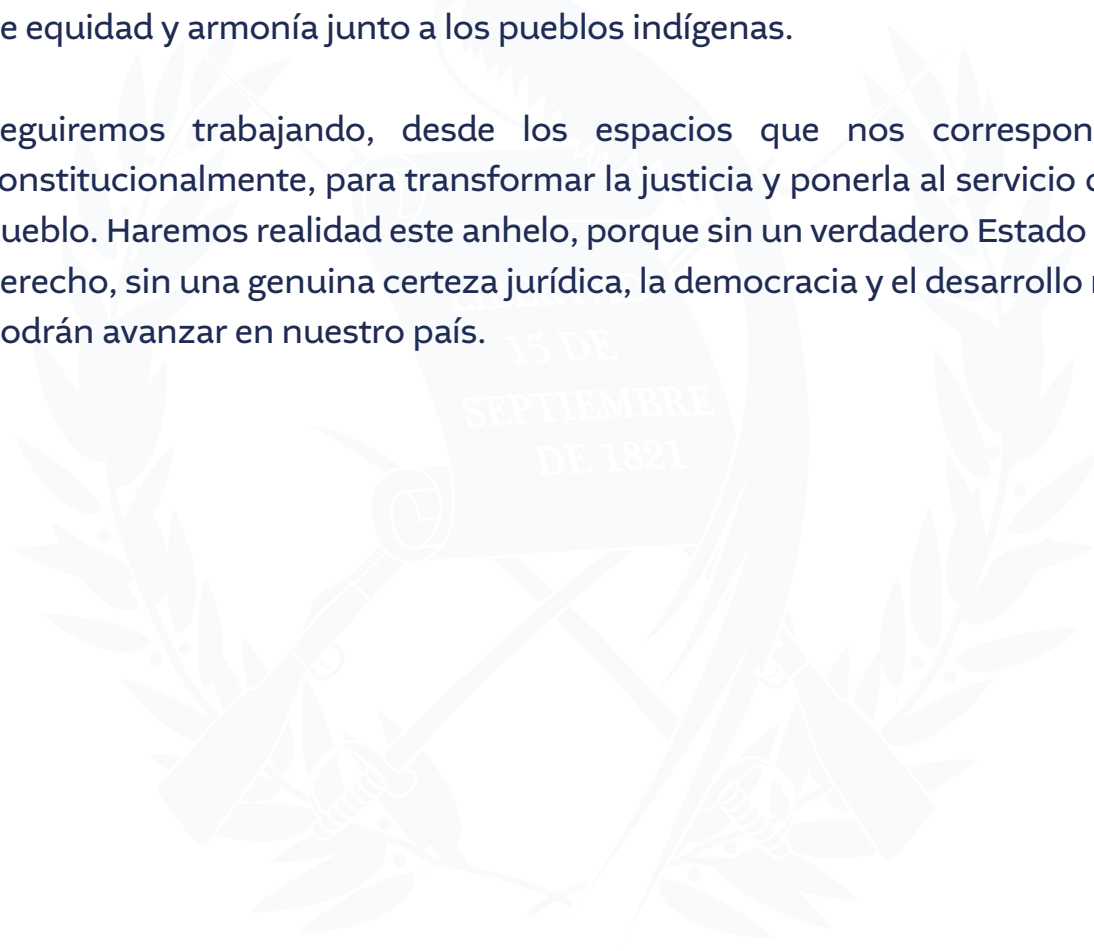 e equidad y armonía junto a los pueblos indígenas.
eguiremos trabajando, desde los espacios que nos correspon
onstitucionalmente, para transformar la justicia y ponerla al servicio
ueblo. Haremos realidad este anhelo, porque sin un verdadero Estado
erecho, sin una genuina certeza jurídica, la democracia y el desarrollo
odrán avanzar en nuestro país.
15 DE
SEPTIEMBRE
DE 1821